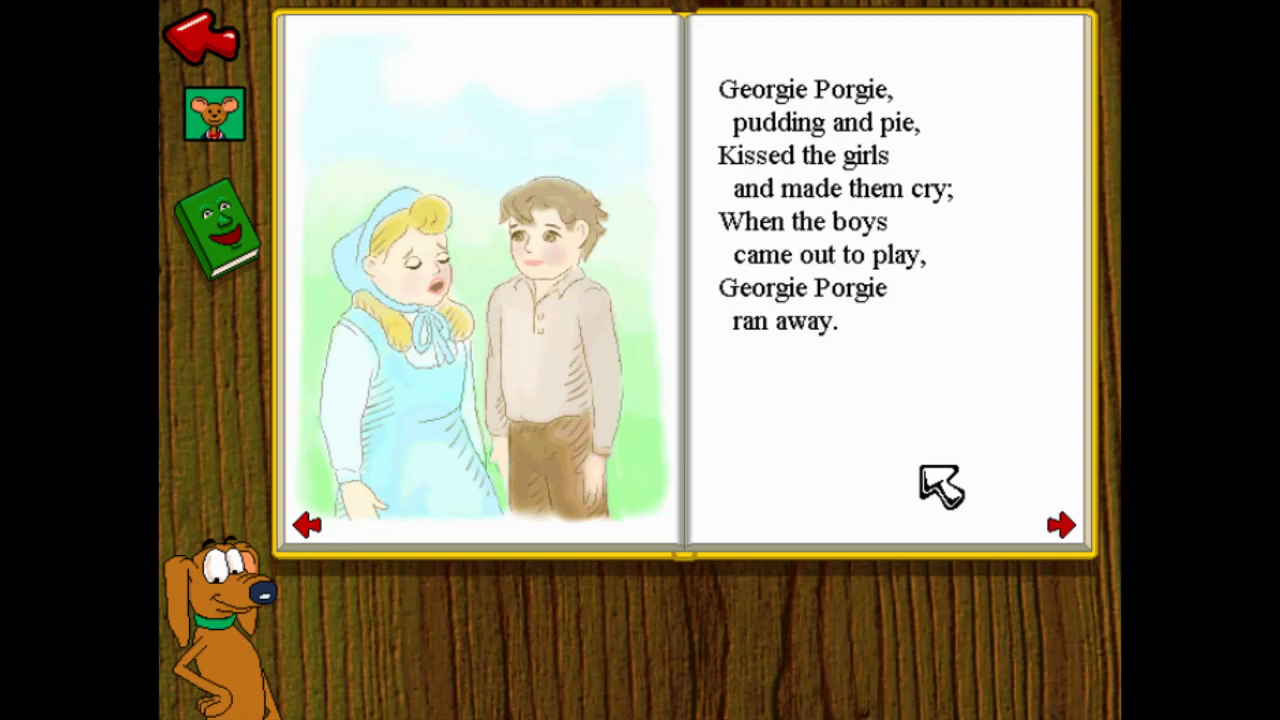 Georgie Porgie,
pudding and pie,
Kissed the girls
and made them cry;
When the boys
came out to play,
Georgie Porgie
ran away.